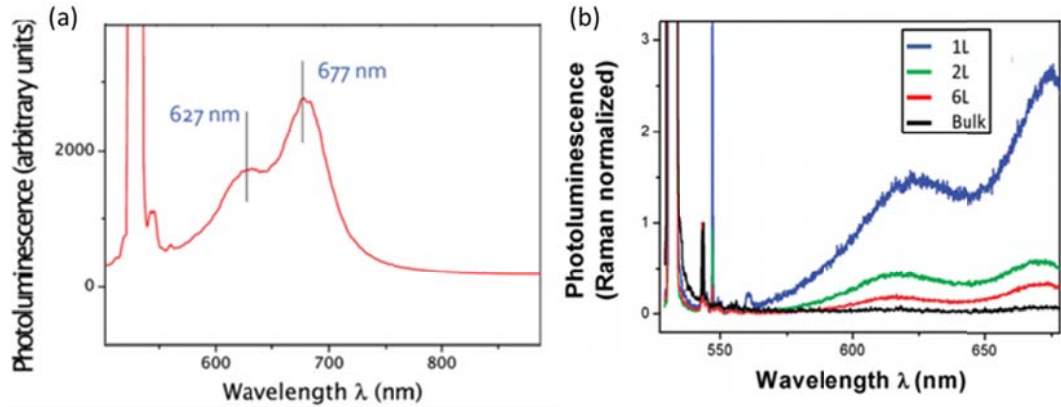 (a)
Photoluminescence (arbitrary units)
2000
0
627 nm
677 nm
600
700
800
Wavelength λ (nm)
(b)
Photoluminescence
(Raman normalized)
3
2
1
0
1L
2L
6L
Bulk
550
600
650
Wavelength λ (nm)